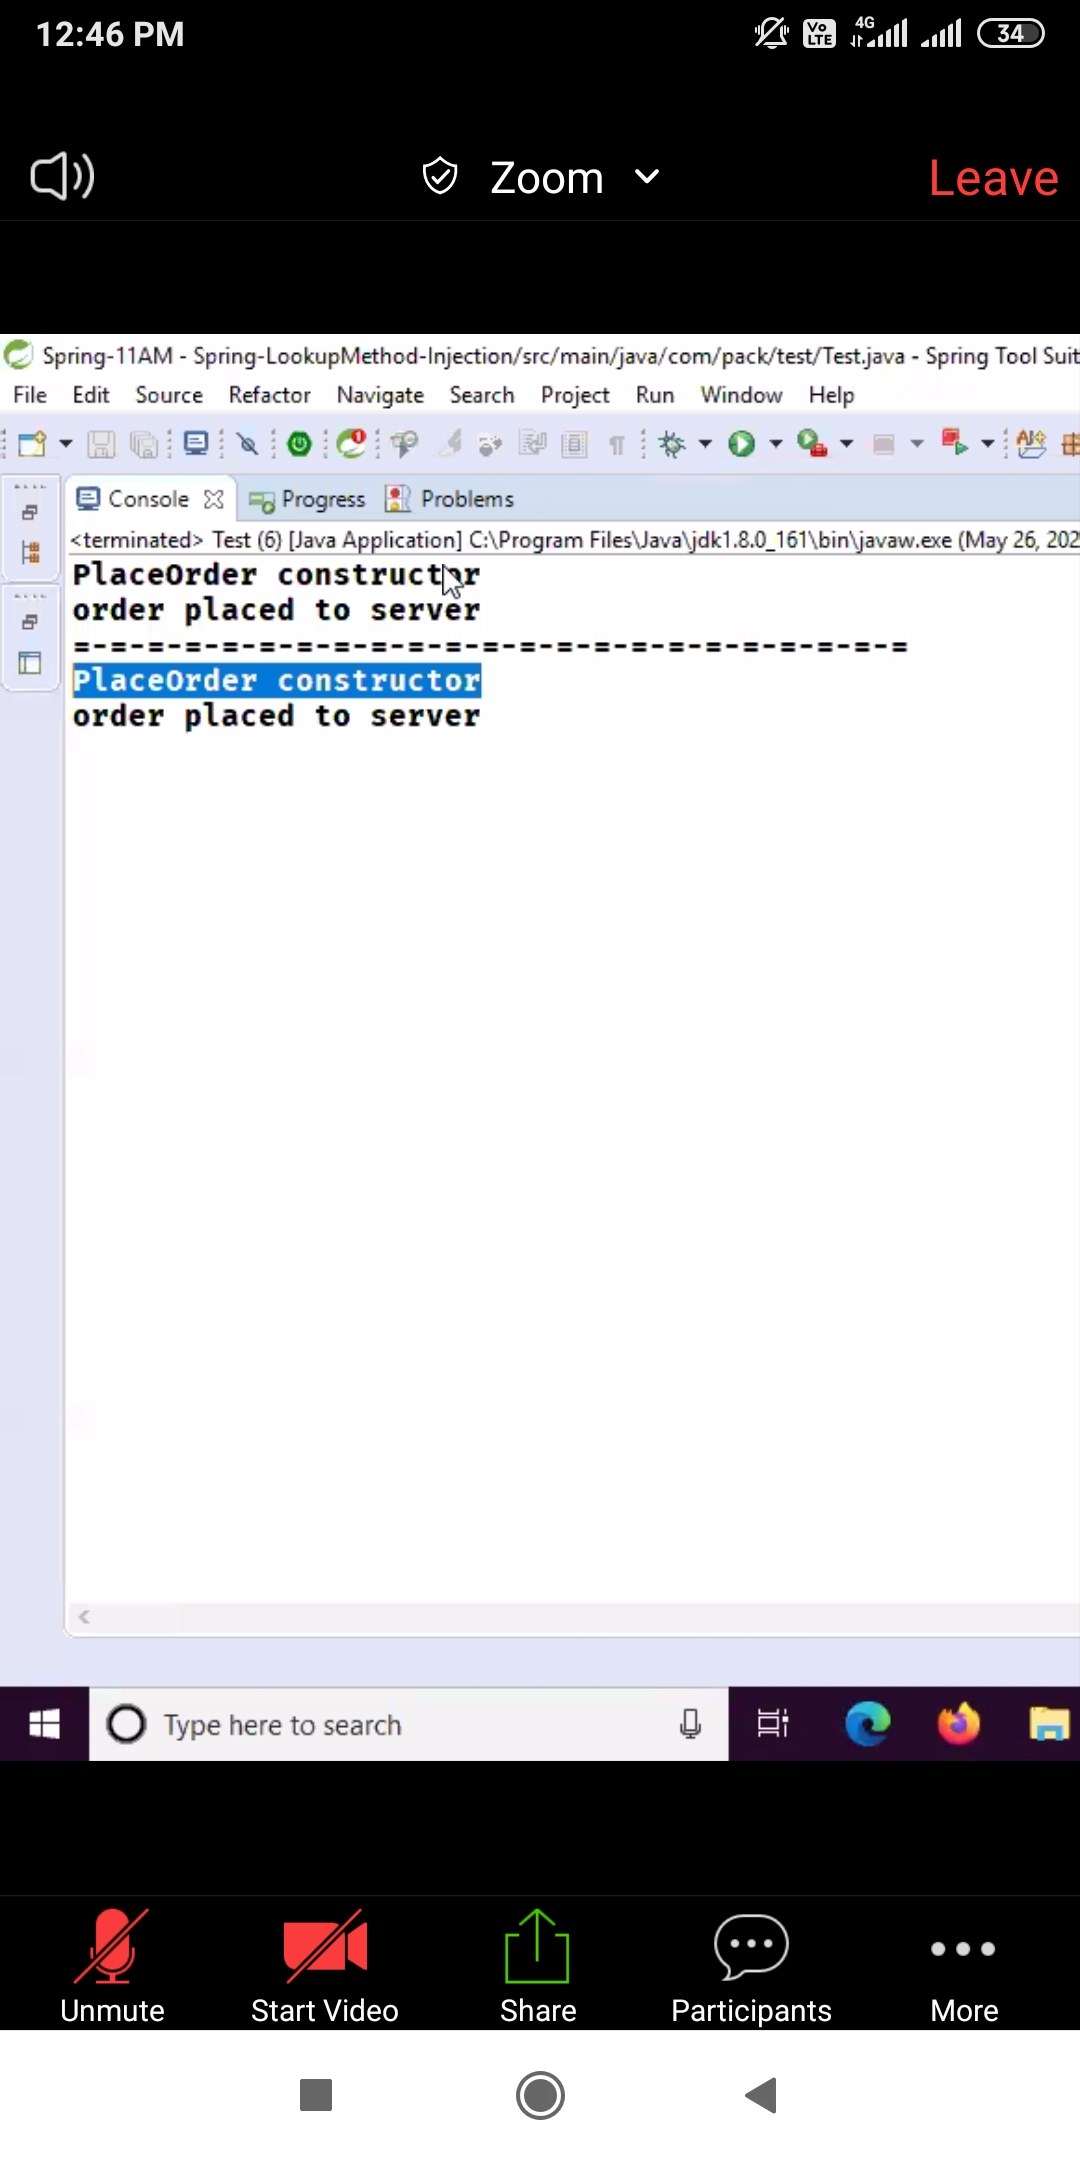 12:46 PM
Vo LTE
4G
34
Zoom
Leave
Spring-11AM - Spring-LookupMethod-Injection/src/main/java/com/pack/test/Test.java - Spring Tool Suit
File Edit Source Refactor Navigate Search Project Run Window Help
Console Progress Problems
<terminated> Test (6) [Java Application] C:\Program Files\Java\jdk1.8.0_161\bin\javaw.exe (May 26, 202
PlaceOrder constructor
order placed to server
=-=-=-=-=-=-=-=-=-=-=-=-=-=-=-=-=-=-=-=-=-=-=
PlaceOrder constructor
order placed to server
Type here to search
Unmute
Start Video
Share
Participants
More